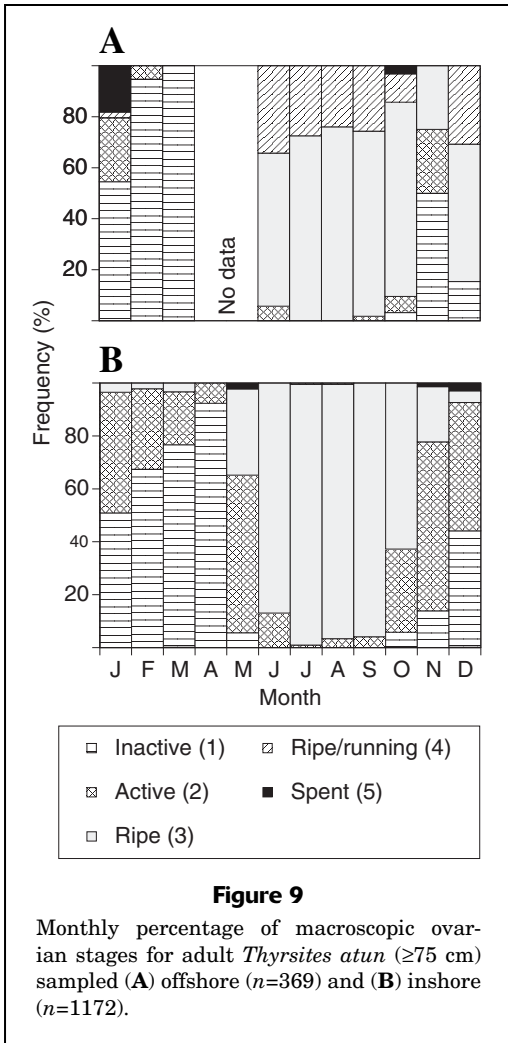 A
80
60
40
20
No data
Frequency (%)
B
80
60
40
20
J F M A M J J A S O N D
Month
Inactive (1) Ripe/running (4)
Active (2) Spent (5)
Ripe (3)
Figure 9
Monthly percentage of macroscopic ovar-
ian stages for adult Thyrsites atun (≥75 cm)
sampled (A) offshore (n=369) and (B) inshore
(n=1172).